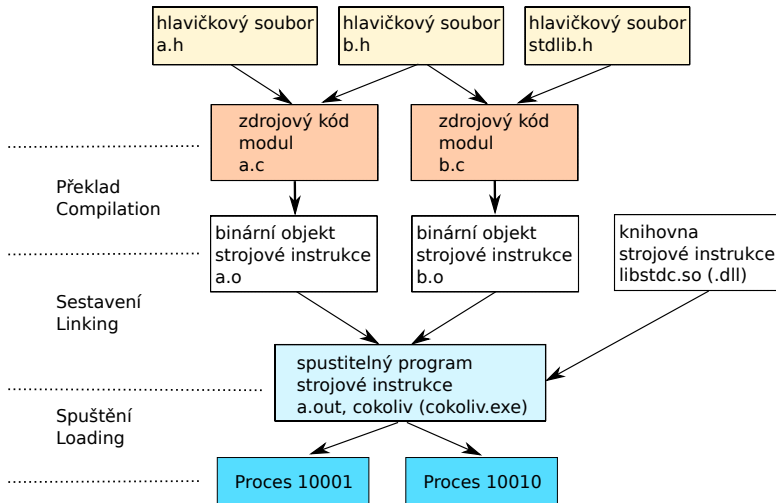 hlavičkový soubor
a.h
hlavičkový soubor
b.h
hlavičkový soubor
stdlib.h
zdrojový kód
modul
a.c
zdrojový kód
modul
b.c
Překlad
Compilation
binární objekt
strojové instrukce
a.o
binární objekt
strojové instrukce
b.o
knihovna
strojové instrukce
libstdc.so (.dll)
Sestavení
Linking
spustitelný program
strojové instrukce
a.out, cokoliv (cokoliv.exe)
Spuštění
Loading
Proces 10001
Proces 10010